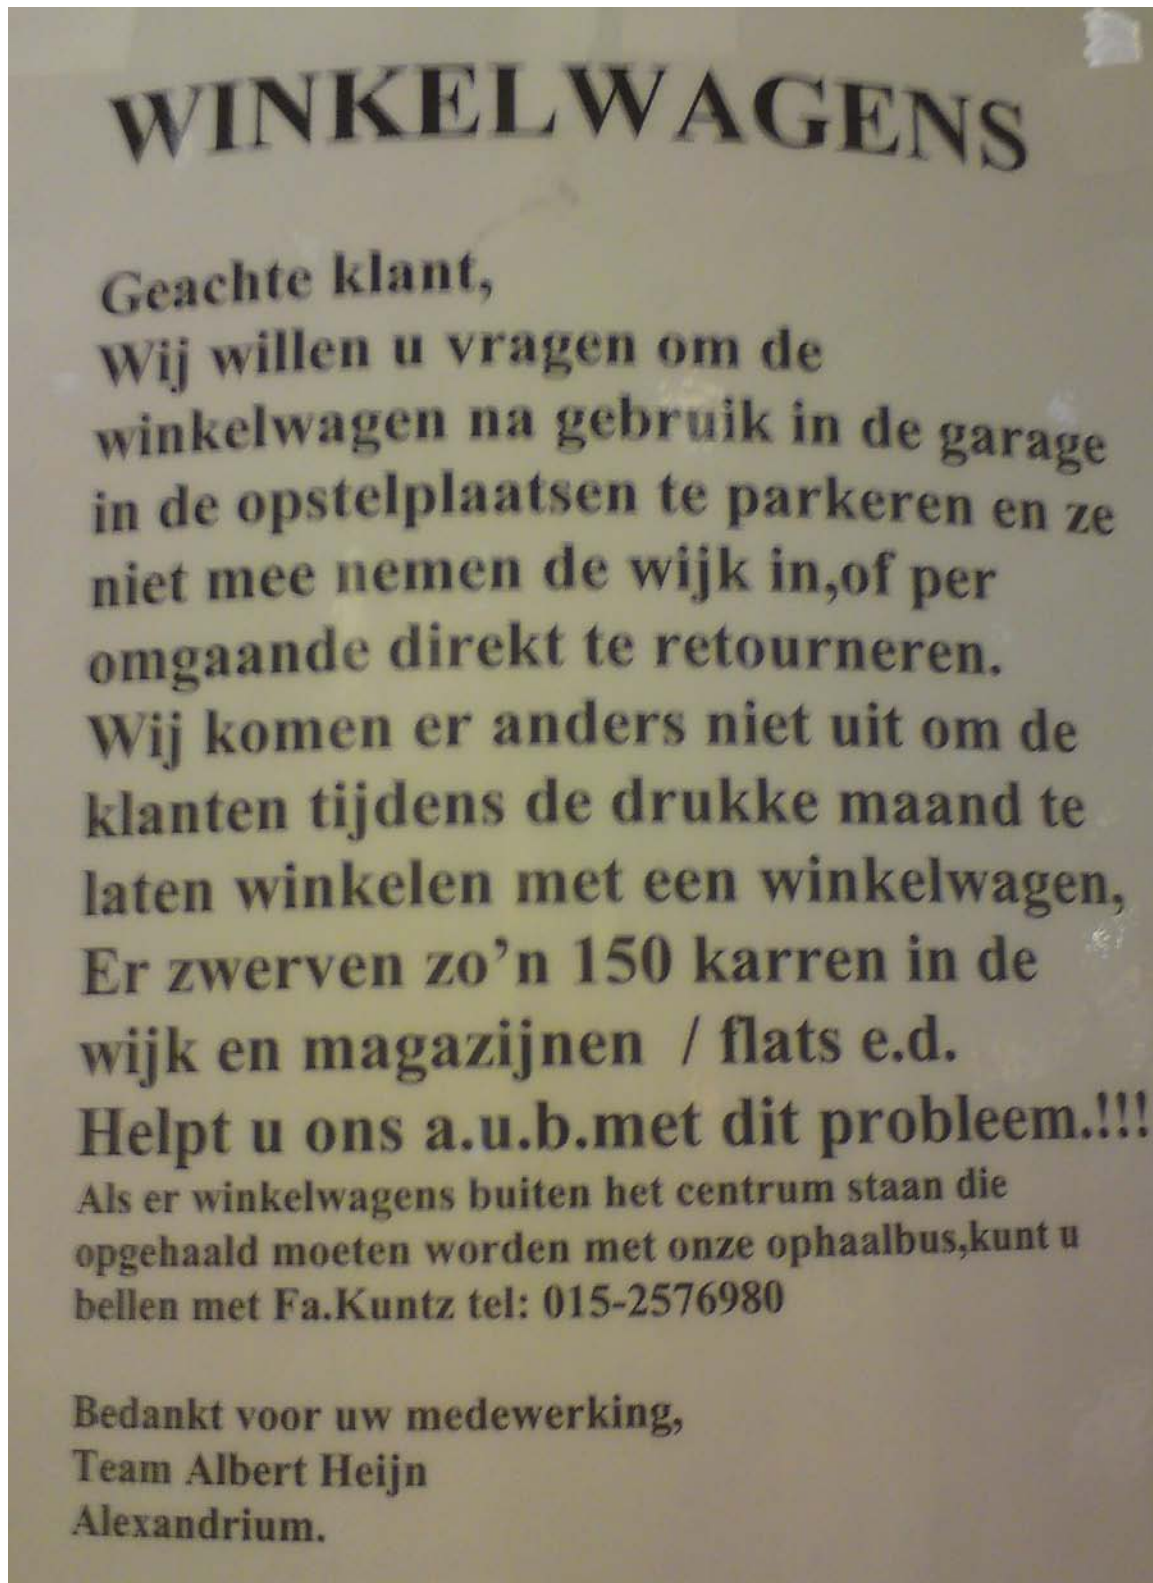 WINKELWAGENS
Geachte klant,
Wij willen u vragen om de
winkelwagen na gebruik in de garage
in de opstelplaatsen te parkeren en ze
niet mee nemen de wijk in,of per
omgaande direkt te retourneren.
Wij komen er anders niet uit om de
klanten tijdens de drukke maand te
laten winkelen met een winkelwagen,
Er zwerven zo’n 150 karren in de
wijk en magazijnen / flats e.d.
Helpt u ons a.u.b.met dit probleem.!!!
Als er winkelwagens buiten het centrum staan die
opgehaald moeten worden met onze ophaalbus,kunt u
bellen met Fa.Kuntz tel: 015-2576980
Bedankt voor uw medewerking,
Team Albert Heijn
Alexandrium.